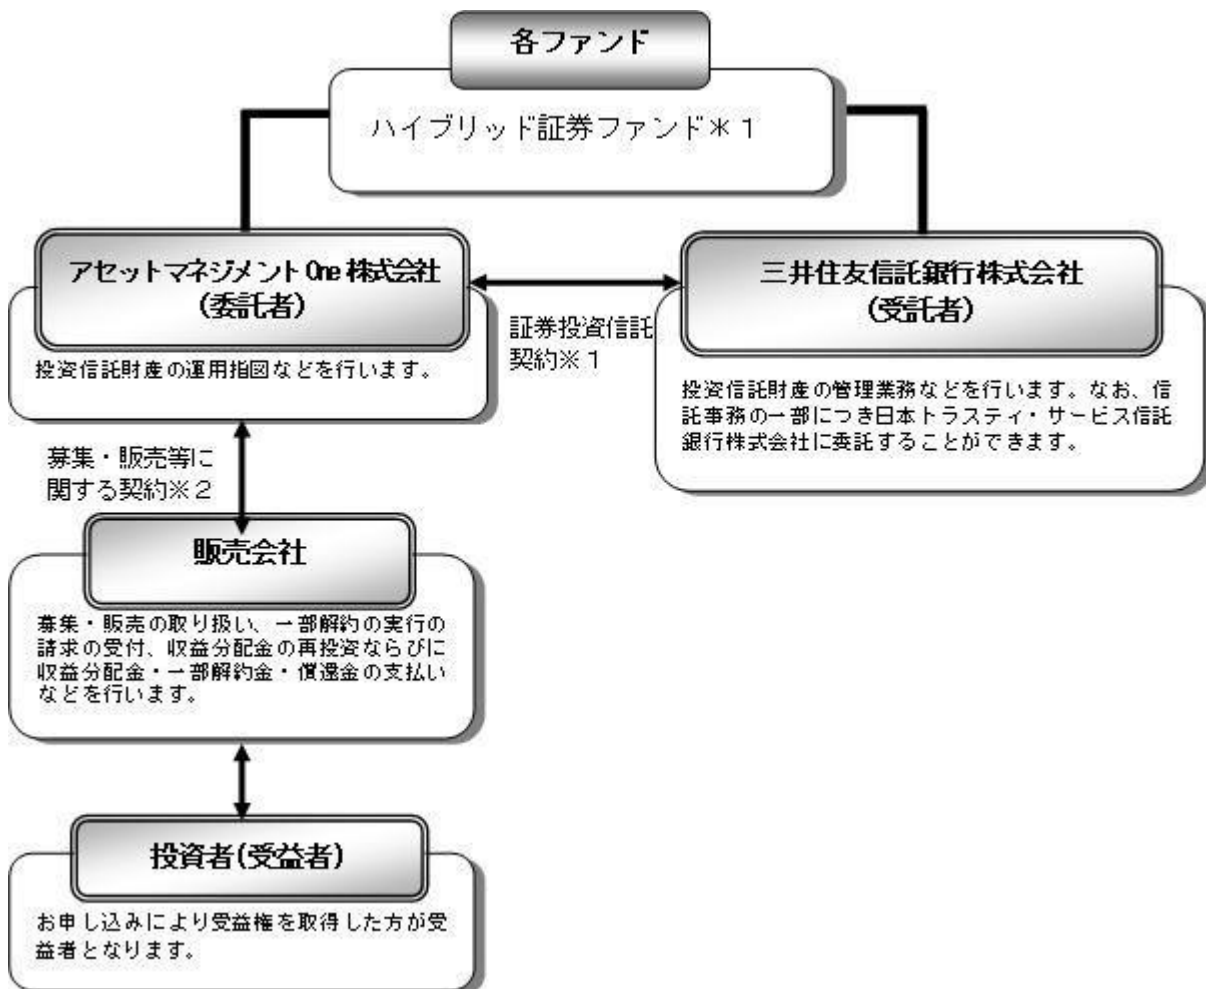 各ファンド
ハイブリッド証券ファンド＊１
アセットマネジメントOne 株式会社
(委託者)
投資信託財産の運用指図などを行います。
証券投資信託
契約※１
三井住友信託銀行株式会社
(受託者)
投資信託財産の管理業務などを行います。なお、信
託事務の一部につき日本トラスティ・サービス信託
銀行株式会社に委託することができます。
募集・販売等に
関する契約※２
販売会社
募集・販売の取り扱い、一部解約の実行の
請求の受付、収益分配金の再投資ならびに
収益分配金・一部解約金・償還金の支払い
などを行います。
投資者(受益者)
お申し込みにより受益権を取得した方が受
益者となります。